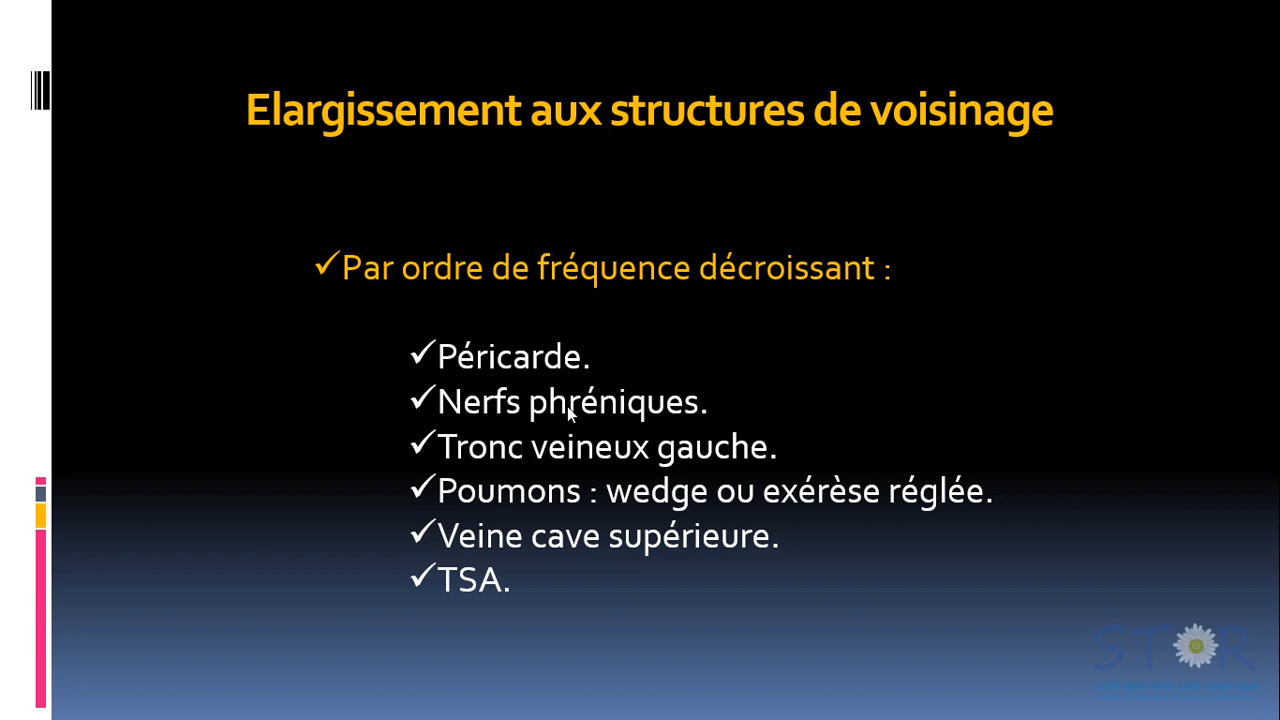 Elargissement aux structures de voisinage
✓Par ordre de fréquence décroissant :
✓Péricarde.
✓Nerfs phréniques.
✓Tronc veineux gauche.
✓Poumons : wedge ou exérèse réglée.
✓Veine cave supérieure.
✓TSA.